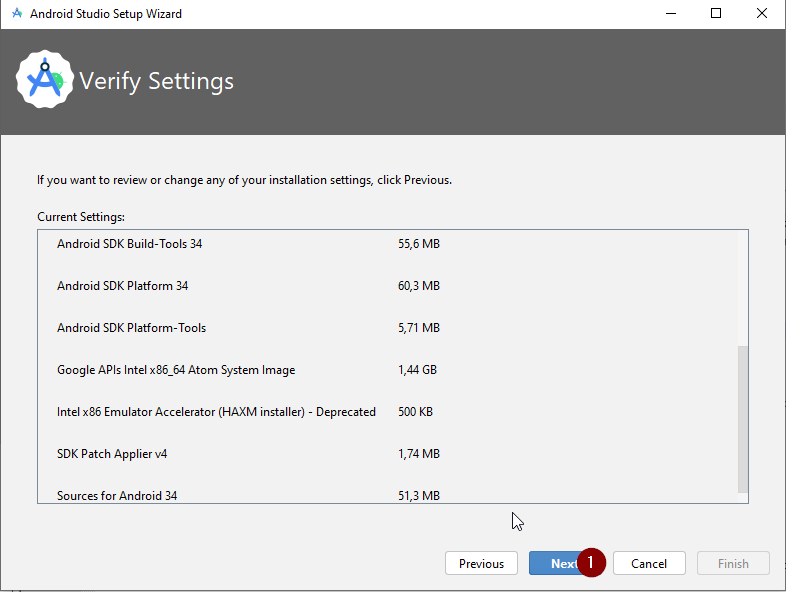 Android Studio Setup Wizard
Verify Settings
If you want to review or change any of your installation settings, click Previous.
Current Settings:
Android SDK Build-Tools 34 55,6 MB
Android SDK Platform 34 60,3 MB
Android SDK Platform-Tools 5,71 MB
Google APIs Intel x86_64 Atom System Image 1,44 GB
Intel x86 Emulator Accelerator (HAXM installer) - Deprecated 500 KB
SDK Patch Applier v4 1,74 MB
Sources for Android 34 51,3 MB
Previous Next 1 Cancel Finish